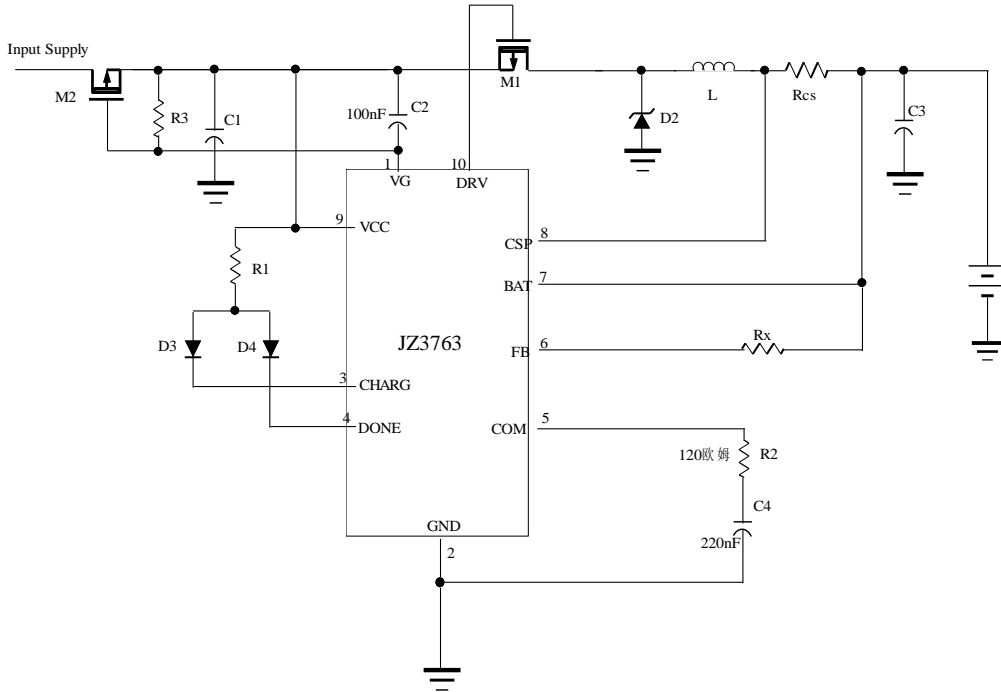 Input Supply
M2
R3
C1
100nF
C2
M1
D2
L
Rcs
C3
1
VG
10
DRV
9
VCC
R1
D3
D4
CSP
8
BAT
7
JZ3763
FB
6
Rx
3
CHARG
4
DONE
COM
5
120欧姆
R2
C4
220nF
GND
2